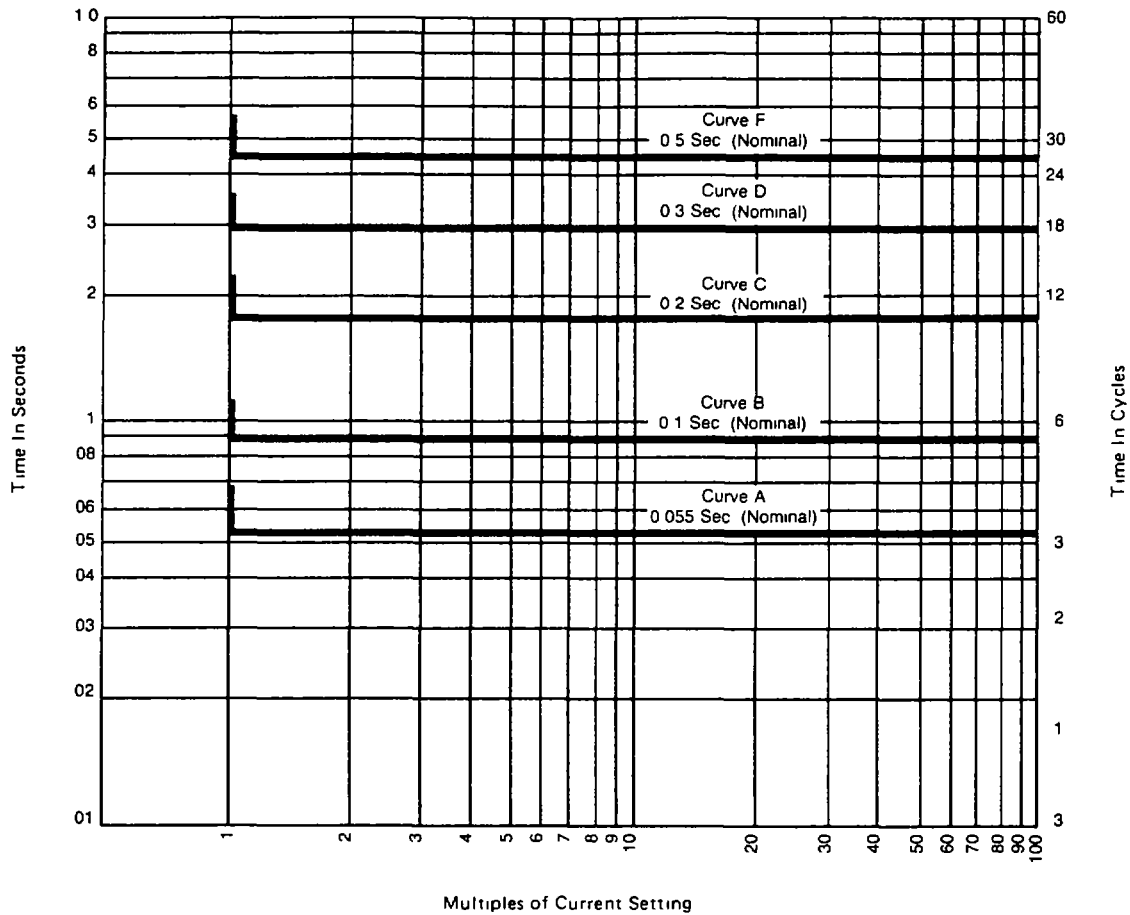 1 0
8
6
5
4
3
2
1
08
06
05
04
03
02
01
Time In Seconds
60
30
24
18
12
6
3
2
1
3
Time In Cycles
Curve F
0 5 Sec (Nominal)
Curve D
0 3 Sec (Nominal)
Curve C
0 2 Sec (Nominal)
Curve B
0 1 Sec (Nominal)
Curve A
0 055 Sec (Nominal)
1 2 3 4 5 6 7 8 9 10 20 30 40 50 60 70 80 90 100
Multiples of Current Setting